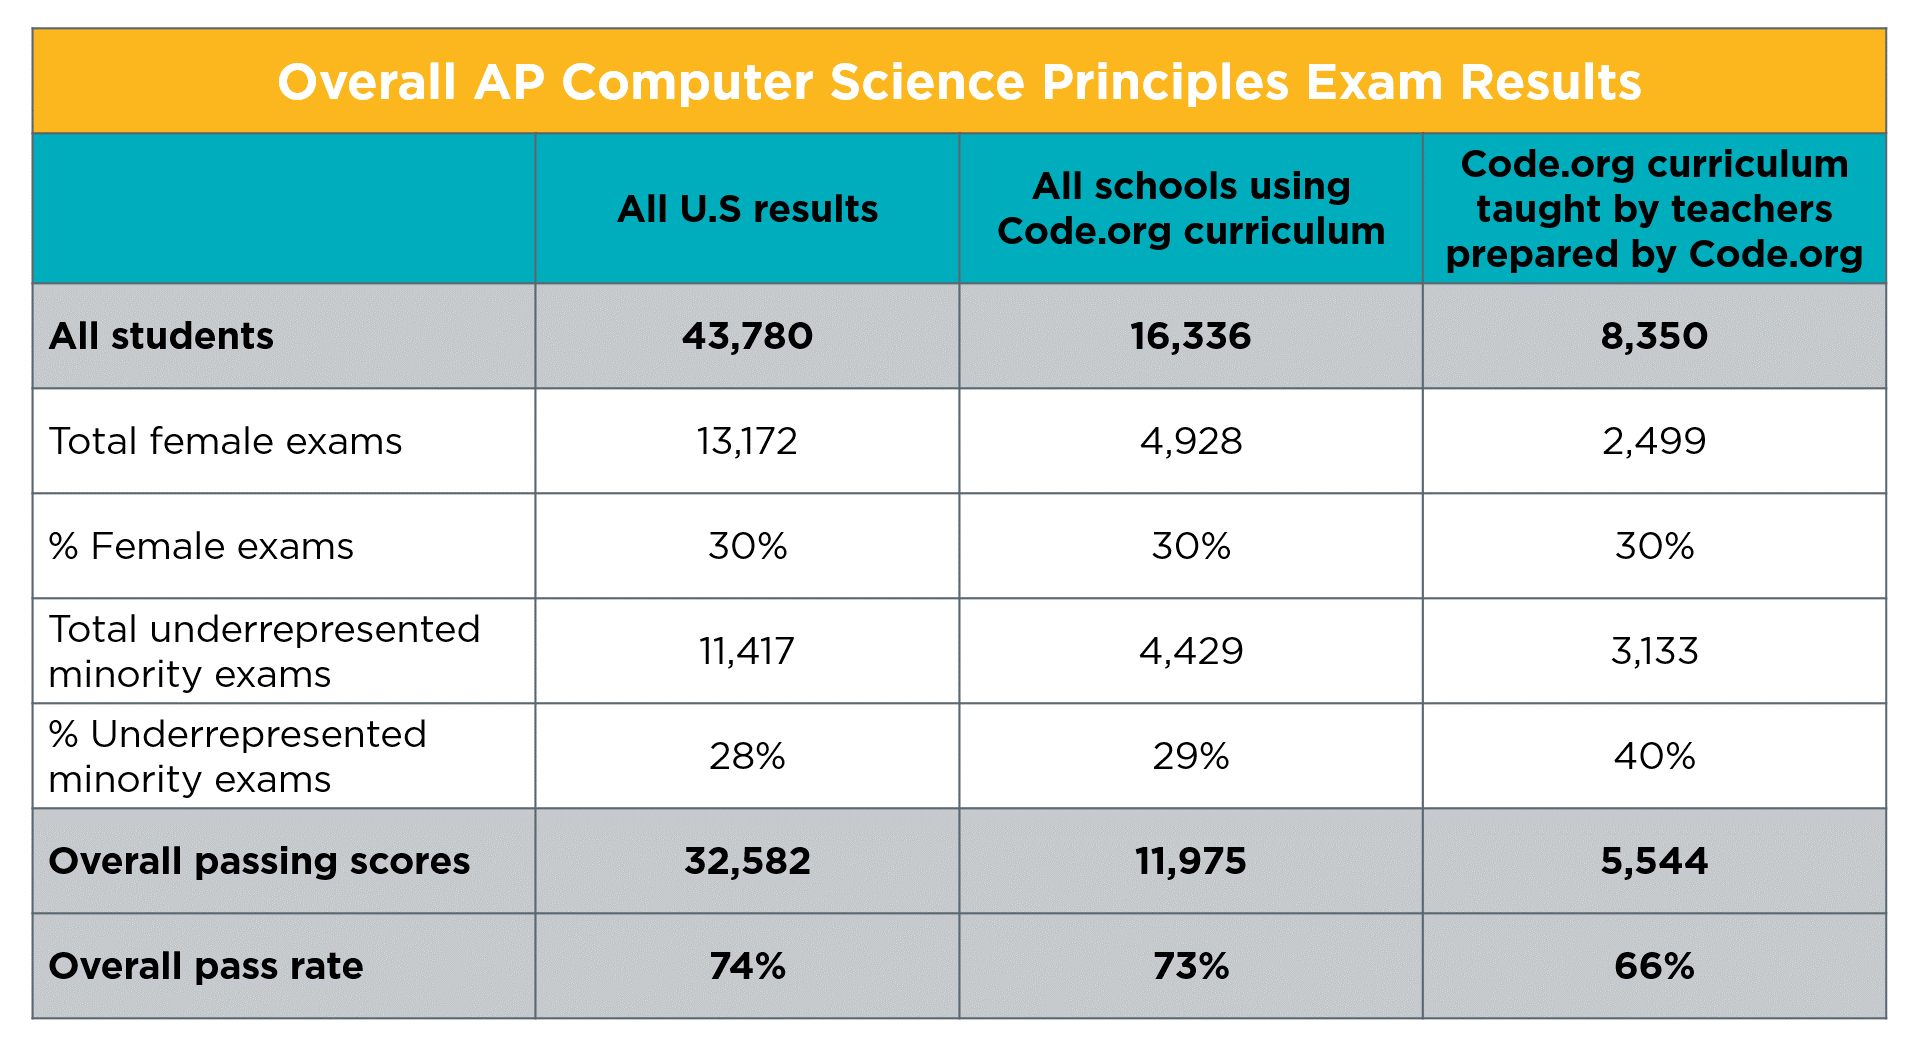 Overall AP Computer Science Principles Exam Results
All U.S results
All schools using
Code.org curriculum
Code.org curriculum
taught by teachers
prepared by Code.org
All students 43,780 16,336 8,350
Total female exams 13,172 4,928 2,499
% Female exams 30% 30% 30%
Total underrepresented
minority exams 11,417 4,429 3,133
% Underrepresented
minority exams 28% 29% 40%
Overall passing scores 32,582 11,975 5,544
Overall pass rate 74% 73% 66%